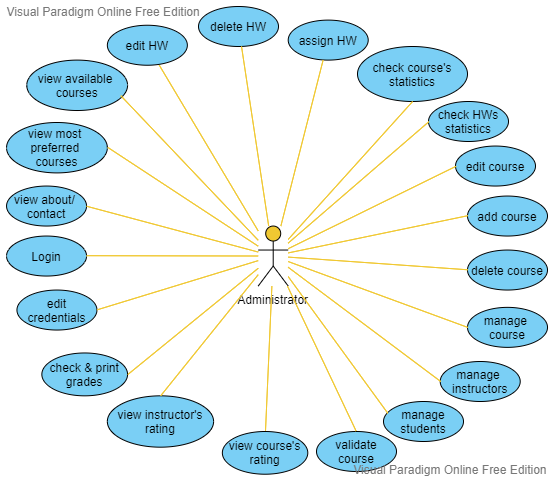 Visual Paradigm Online Free Edition
delete HW
edit HW
assign HW
view available
courses
check course's
statistics
check HWs
statistics
view most
preferred
courses
edit course
view about/
contact
add course
Login
delete course
edit
credentials
Administrator
manage
course
check & print
grades
manage
instructors
view instructor's
rating
manage
students
view course's
rating
validate
course
Visual Paradigm Online Free Edition